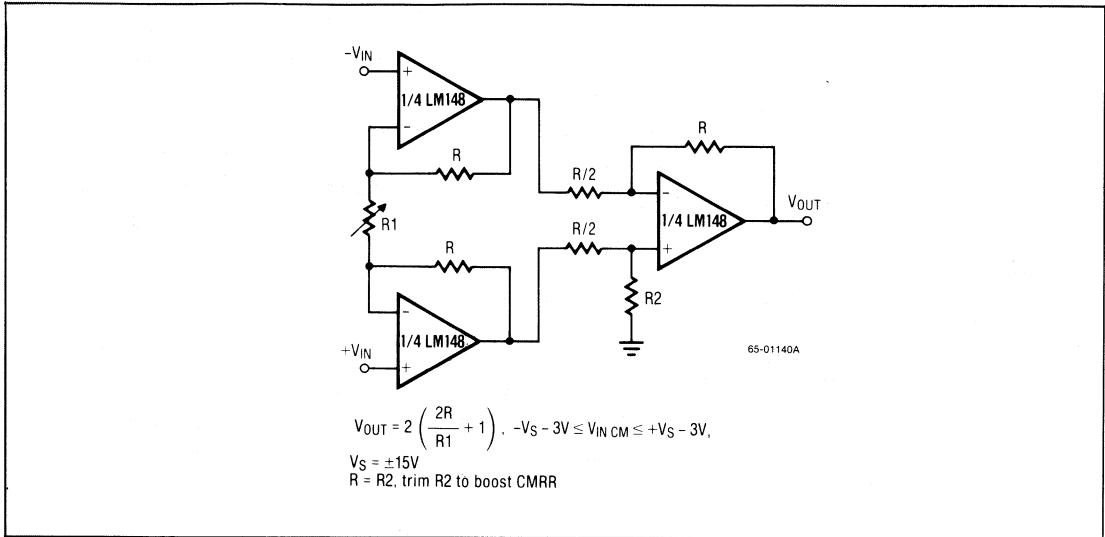 −VIN
+
1/4 LM148
−
R
R
R/2
−
VOUT
R1
1/4 LM148
R/2
+
R
R2
−
1/4 LM148
65-01140A
+VIN
+
VOUT = 2 ( 2R / R1 + 1 ) , −VS − 3V ≤ VIN CM ≤ +VS − 3V,
VS = ±15V
R = R2, trim R2 to boost CMRR